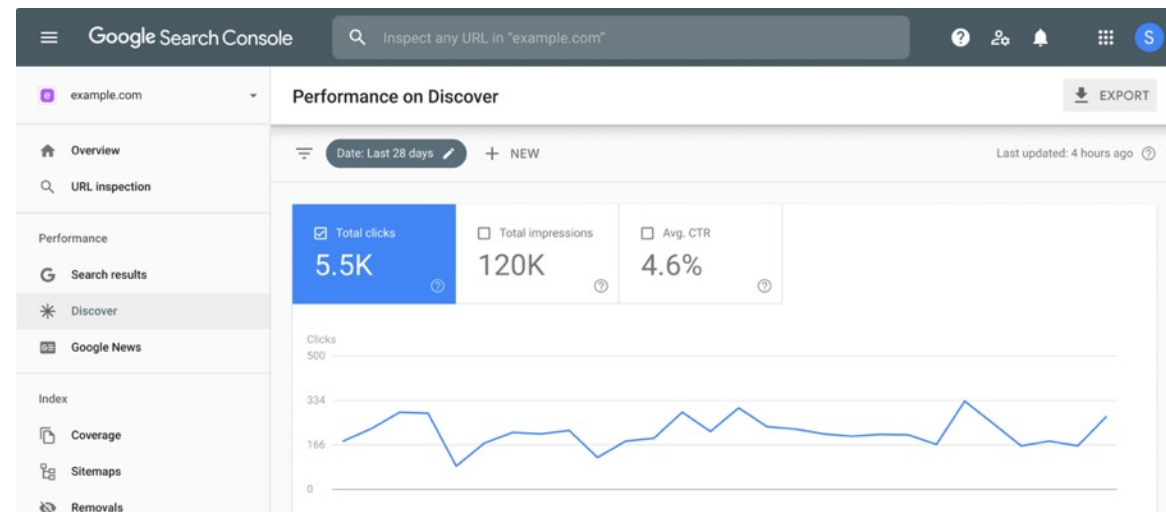 Google Search Console
Inspect any URL in "example.com"
S
e
example.com
Performance on Discover
EXPORT
Overview
URL inspection
Date: Last 28 days
NEW
Last updated: 4 hours ago
Performance
G
Search results
Discover
Google News
Total clicks
5.5K
Total impressions
120K
Avg. CTR
4.6%
Clicks
500
334
166
0
Index
Coverage
Sitemaps
Removals